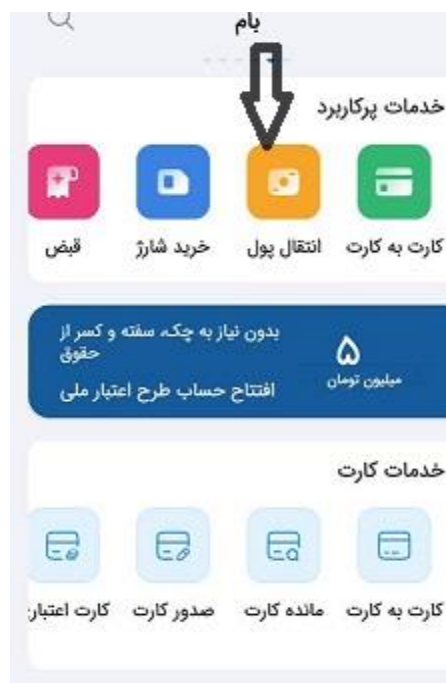 بام
خدمات پرکاربرد
کارت به کارت
انتقال پول
خرید شارژ
قبض
۵
میلیون تومان
بدون نیاز به چک، سفته و کسر از
حقوق
افتتاح حساب طرح اعتبار ملی
خدمات کارت
کارت به کارت
مانده کارت
صدور کارت
کارت اعتبار